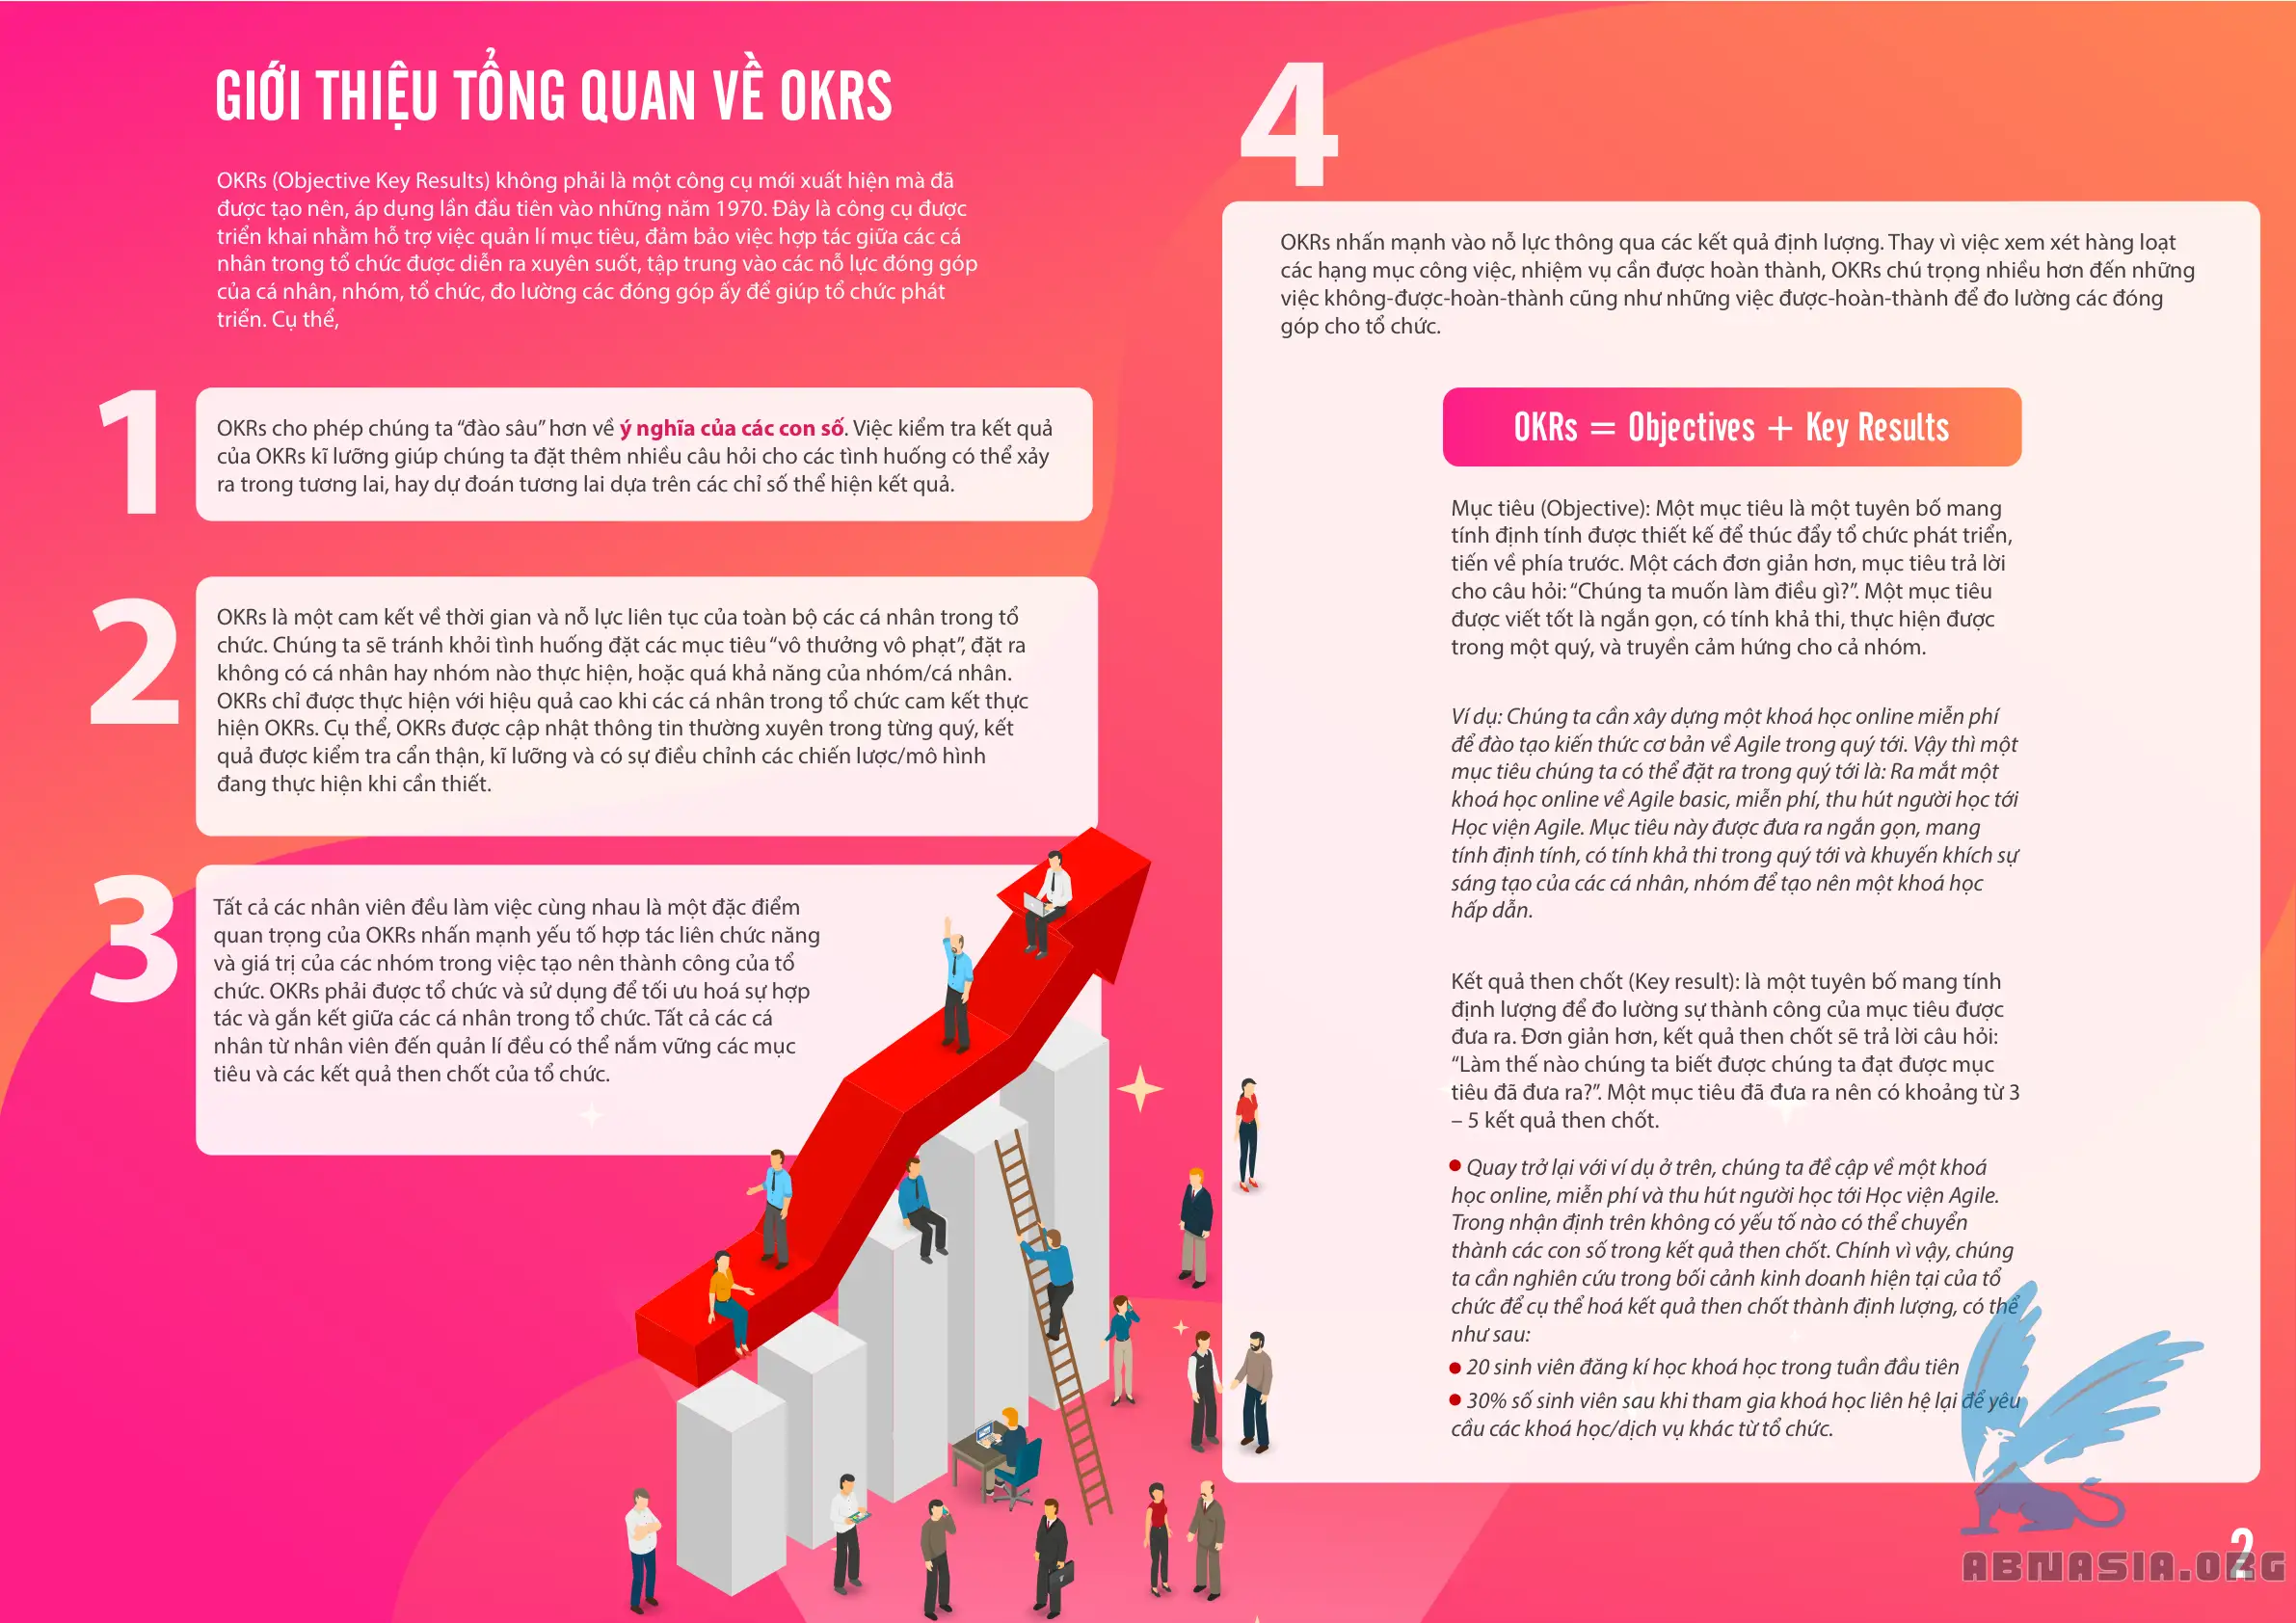 GIỚI THIỆU TỔNG QUAN VỀ OKRS
OKRs (Objective Key Results) không phải là một công cụ mới xuất hiện mà đã
được tạo nên, áp dụng lần đầu tiên vào những năm 1970. Đây là công cụ được
triển khai nhằm hỗ trợ việc quản lí mục tiêu, đảm bảo việc hợp tác giữa các cá
nhân trong tổ chức được diễn ra xuyên suốt, tập trung vào các nỗ lực đóng góp
của cá nhân, nhóm, tổ chức, đo lường các đóng góp ấy để giúp tổ chức phát
triển. Cụ thể,
1
OKRs cho phép chúng ta “đào sâu” hơn về ý nghĩa của các con số. Việc kiểm tra kết quả
của OKRs kĩ lưỡng giúp chúng ta đặt thêm nhiều câu hỏi cho các tình huống có thể xảy
ra trong tương lai, hay dự đoán tương lai dựa trên các chỉ số thể hiện kết quả.
2
OKRs là một cam kết về thời gian và nỗ lực liên tục của toàn bộ các cá nhân trong tổ
chức. Chúng ta sẽ tránh khỏi tình huống đặt các mục tiêu “vô thưởng vô phạt”, đặt ra
không có cá nhân hay nhóm nào thực hiện, hoặc quá khả năng của nhóm/cá nhân.
OKRs chỉ được thực hiện với hiệu quả cao khi các cá nhân trong tổ chức cam kết thực
hiện OKRs. Cụ thể, OKRs được cập nhật thông tin thường xuyên trong từng quý, kết
quả được kiểm tra cẩn thận, kĩ lưỡng và có sự điều chỉnh các chiến lược/mô hình
đang thực hiện khi cần thiết.
3
Tất cả các nhân viên đều làm việc cùng nhau là một đặc điểm
quan trọng của OKRs nhấn mạnh yếu tố hợp tác liên chức năng
và giá trị của các nhóm trong việc tạo nên thành công của tổ
chức. OKRs phải được tổ chức và sử dụng để tối ưu hoá sự hợp
tác và gắn kết giữa các cá nhân trong tổ chức. Tất cả các cá
nhân từ nhân viên đến quản lí đều có thể nắm vững các mục
tiêu và các kết quả then chốt của tổ chức.
4
OKRs nhấn mạnh vào nỗ lực thông qua các kết quả định lượng. Thay vì việc xem xét hàng loạt
các hạng mục công việc, nhiệm vụ cần được hoàn thành, OKRs chú trọng nhiều hơn đến những
việc không-được-hoàn-thành cũng như những việc được-hoàn-thành để đo lường các đóng
góp cho tổ chức.
OKRs = Objectives + Key Results
Mục tiêu (Objective): Một mục tiêu là một tuyên bố mang
tính định tính được thiết kế để thúc đẩy tổ chức phát triển,
tiến về phía trước. Một cách đơn giản hơn, mục tiêu trả lời
cho câu hỏi: “Chúng ta muốn làm điều gì?”. Một mục tiêu
được viết tốt là ngắn gọn, có tính khả thi, thực hiện được
trong một quý, và truyền cảm hứng cho cả nhóm.
Ví dụ: Chúng ta cần xây dựng một khoá học online miễn phí
để đào tạo kiến thức cơ bản về Agile trong quý tới. Vậy thì một
mục tiêu chúng ta có thể đặt ra trong quý tới là: Ra mắt một
khoá học online về Agile basic, miễn phí, thu hút người học tới
Học viện Agile. Mục tiêu này được đưa ra ngắn gọn, mang
tính định tính, có tính khả thi trong quý tới và khuyến khích sự
sáng tạo của các cá nhân, nhóm để tạo nên một khoá học
hấp dẫn.
Kết quả then chốt (Key result): là một tuyên bố mang tính
định lượng để đo lường sự thành công của mục tiêu được
đưa ra. Đơn giản hơn, kết quả then chốt sẽ trả lời câu hỏi:
“Làm thế nào chúng ta biết được chúng ta đạt được mục
tiêu đã đưa ra?”. Một mục tiêu đã đưa ra nên có khoảng từ 3
– 5 kết quả then chốt.
● Quay trở lại với ví dụ ở trên, chúng ta đề cập về một khoá
học online, miễn phí và thu hút người học tới Học viện Agile.
Trong nhận định trên không có yếu tố nào có thể chuyển
thành các con số trong kết quả then chốt. Chính vì vậy, chúng
ta cần nghiên cứu trong bối cảnh kinh doanh hiện tại của tổ
chức để cụ thể hoá kết quả then chốt thành định lượng, có thể
như sau:
● 20 sinh viên đăng kí học khoá học trong tuần đầu tiên
● 30% số sinh viên sau khi tham gia khoá học liên hệ lại để yêu
cầu các khoá học/dịch vụ khác từ tổ chức.
2
ABNASIA.ORG